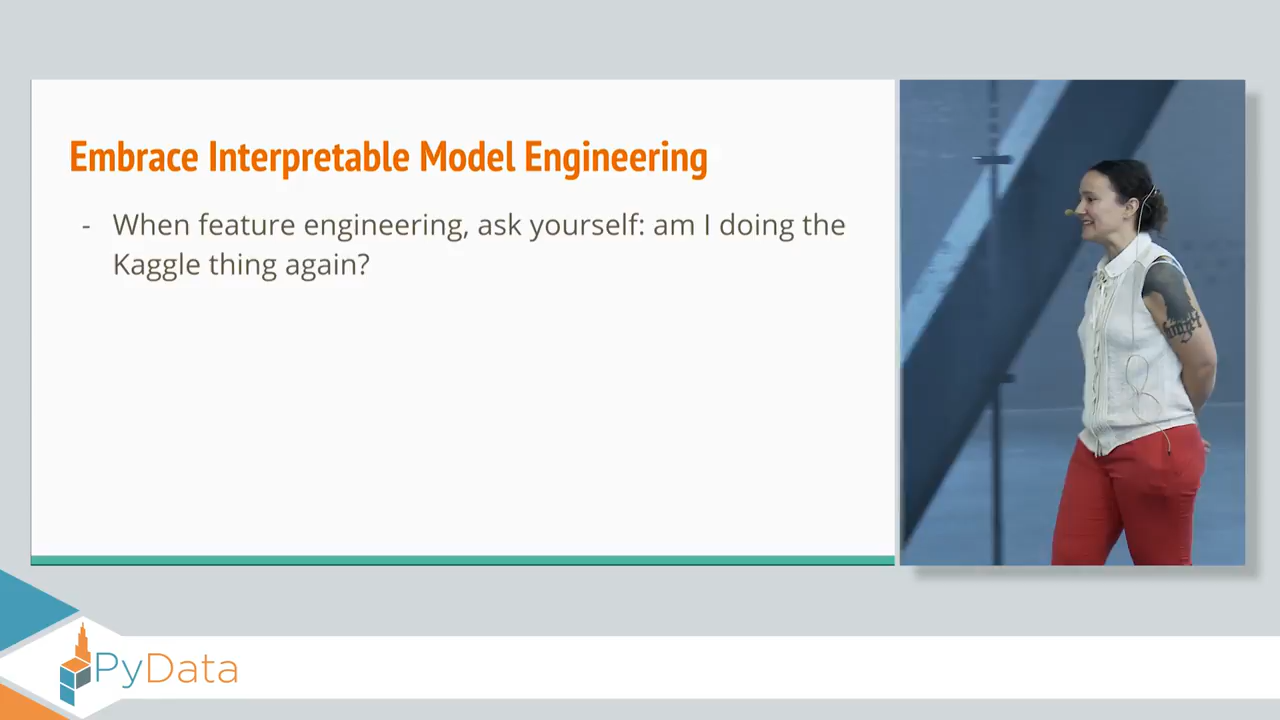 Embrace Interpretable Model Engineering
- When feature engineering, ask yourself: am I doing the
Kaggle thing again?
PyData